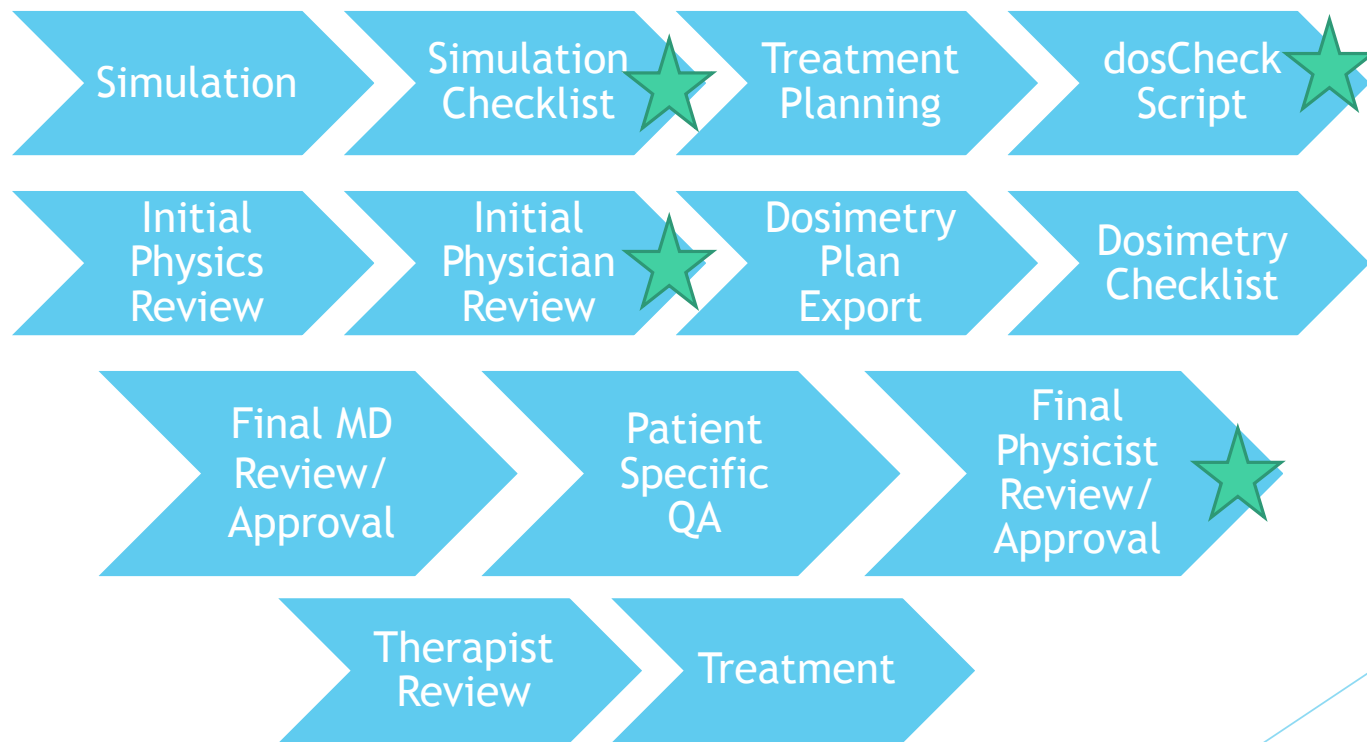 Simulation
Simulation
Checklist
Treatment
Planning
dosCheck
Script
Initial
Physics
Review
Initial
Physician
Review
Dosimetry
Plan
Export
Dosimetry
Checklist
Final MD
Review/
Approval
Patient
Specific
QA
Final
Physicist
Review/
Approval
Therapist
Review
Treatment